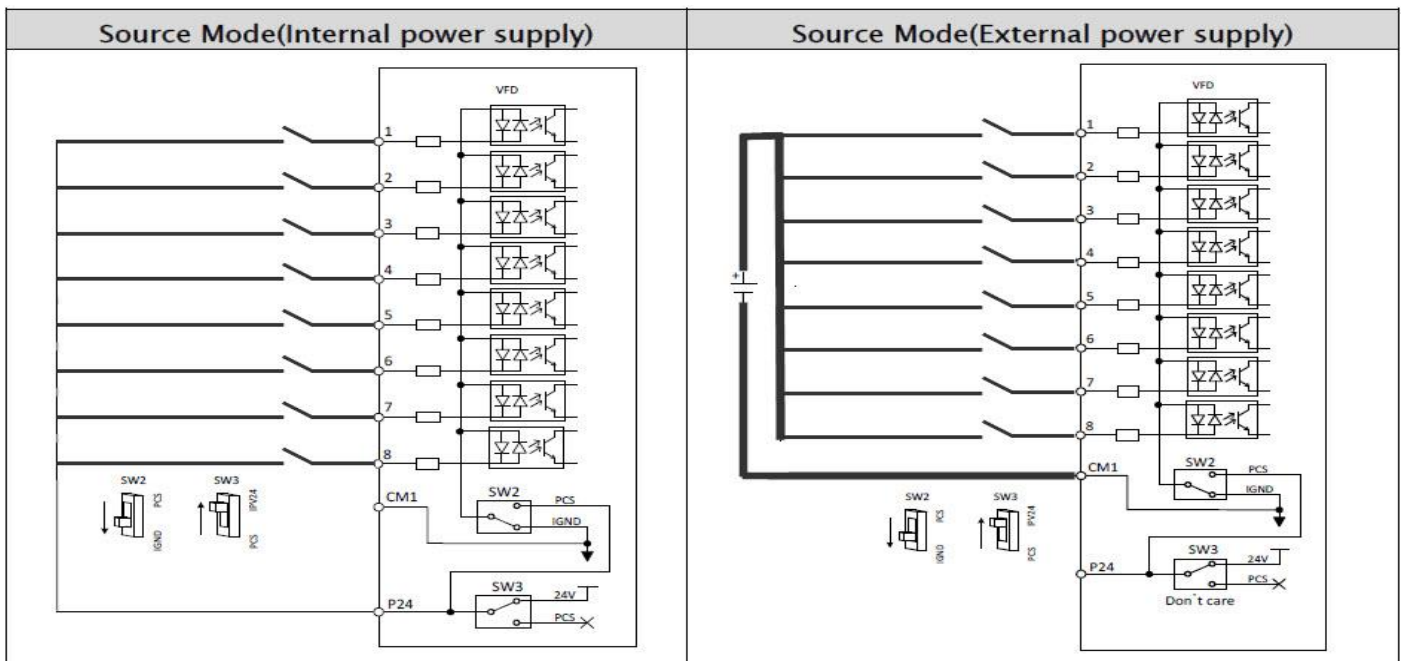 Source Mode(Internal power supply)
VFD
1
2
3
4
5
6
7
8
CM1
P24
SW2
PCS
IGND
SW3
IPV24
PCS
SW2
PCS
IGND
SW3
24V
PCS
Source Mode(External power supply)
VFD
+
1
2
3
4
5
6
7
8
CM1
P24
SW2
PCS
IGND
SW3
PV24
PCS
SW2
PCS
IGND
SW3
24V
PCS
Don`t care